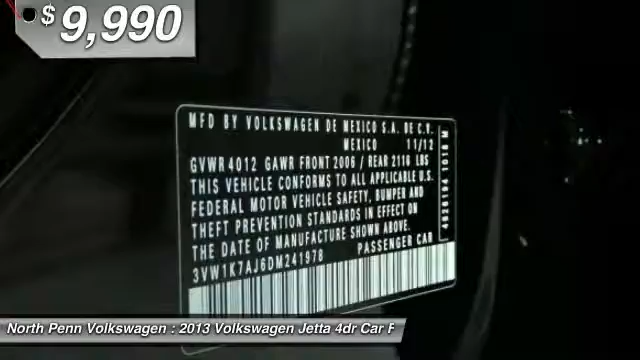 $9,990
MFD BY VOLKSWAGEN DE MEXICO S.A. DE C.V.
MEXICO 11/12
GVWR 4012 GAWR FRONT 2006 / REAR 2116 LBS
THIS VEHICLE CONFORMS TO ALL APPLICABLE U.S.
FEDERAL MOTOR VEHICLE SAFETY, BUMPER AND
THEFT PREVENTION STANDARDS IN EFFECT ON
THE DATE OF MANUFACTURE SHOWN ABOVE.
3VW1K7AJ6DM241978 PASSENGER CAR
North Penn Volkswagen : 2013 Volkswagen Jetta 4dr Car F